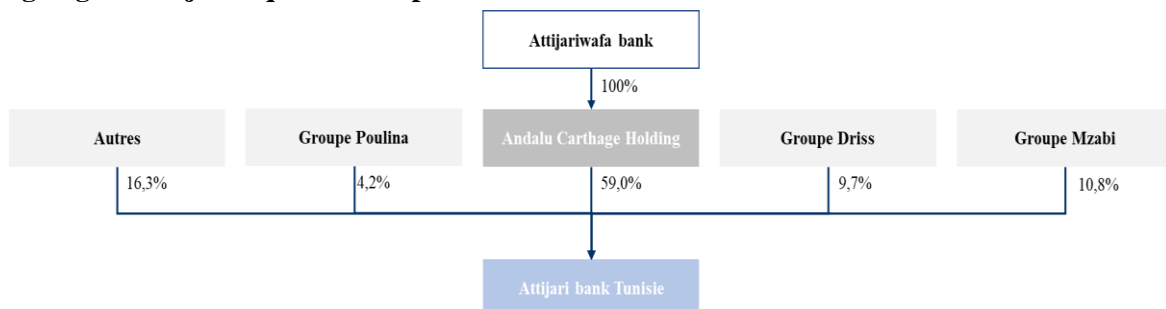 Attijariwafa bank
100%
Autres
Groupe Poulina
Andalu Carthage Holding
Groupe Driss
Groupe Mzabi
16,3%
4,2%
59,0%
9,7%
10,8%
Attijari bank Tunisie